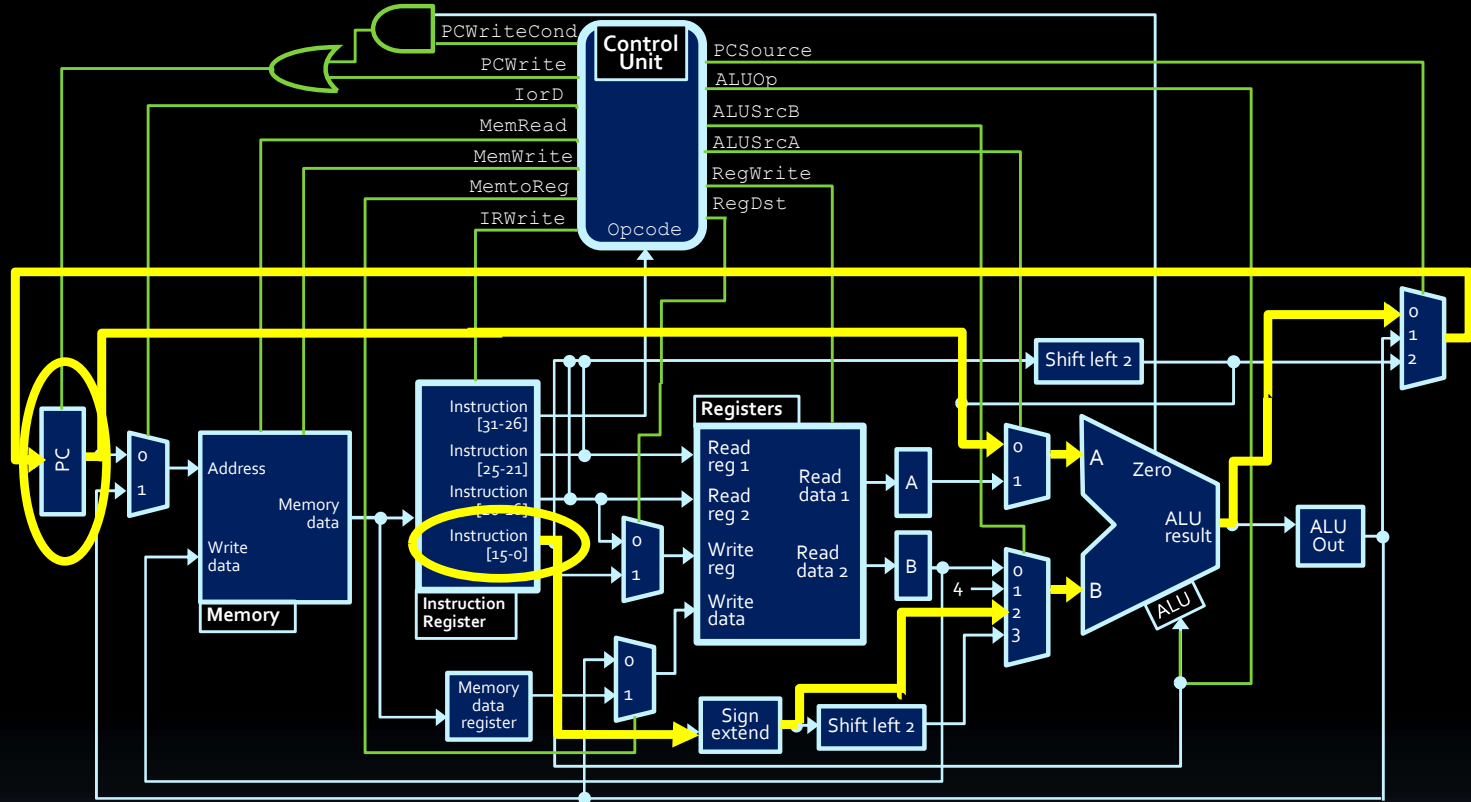 PCWriteCond
PCWrite
IorD
MemRead
MemWrite
MemtoReg
IRWrite
Control
Unit
Opcode
PCSource
ALUOp
ALUSrcB
ALUSrcA
RegWrite
RegDst
PC
0
1
Address
Memory
data
Write
data
Memory
Instruction
[31-26]
Instruction
[25-21]
Instruction
Instruction
[15-0]
Instruction
Register
Memory
data
register
0
1
0
1
Registers
Read
reg 1
Read
reg 2
Write
reg
Write
data
Read
data 1
Read
data 2
Sign
extend
Shift left 2
A
B
4
0
1
0
1
2
3
Shift left 2
A
B
Zero
ALU
result
ALU
ALU
Out
0
1
2